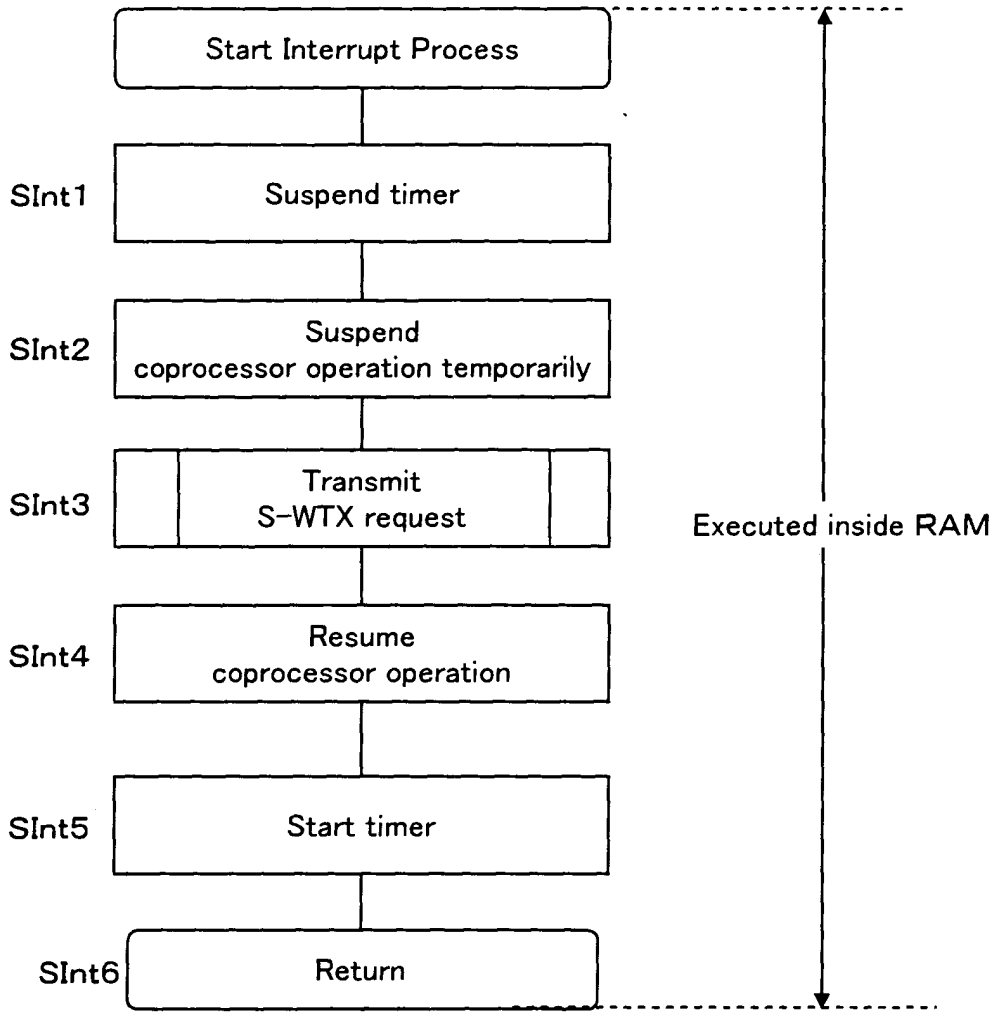 Start Interrupt Process
SInt1
Suspend timer
SInt2
Suspend
coprocessor operation temporarily
SInt3
Transmit
S-WTX request
Executed inside RAM
SInt4
Resume
coprocessor operation
SInt5
Start timer
SInt6
Return